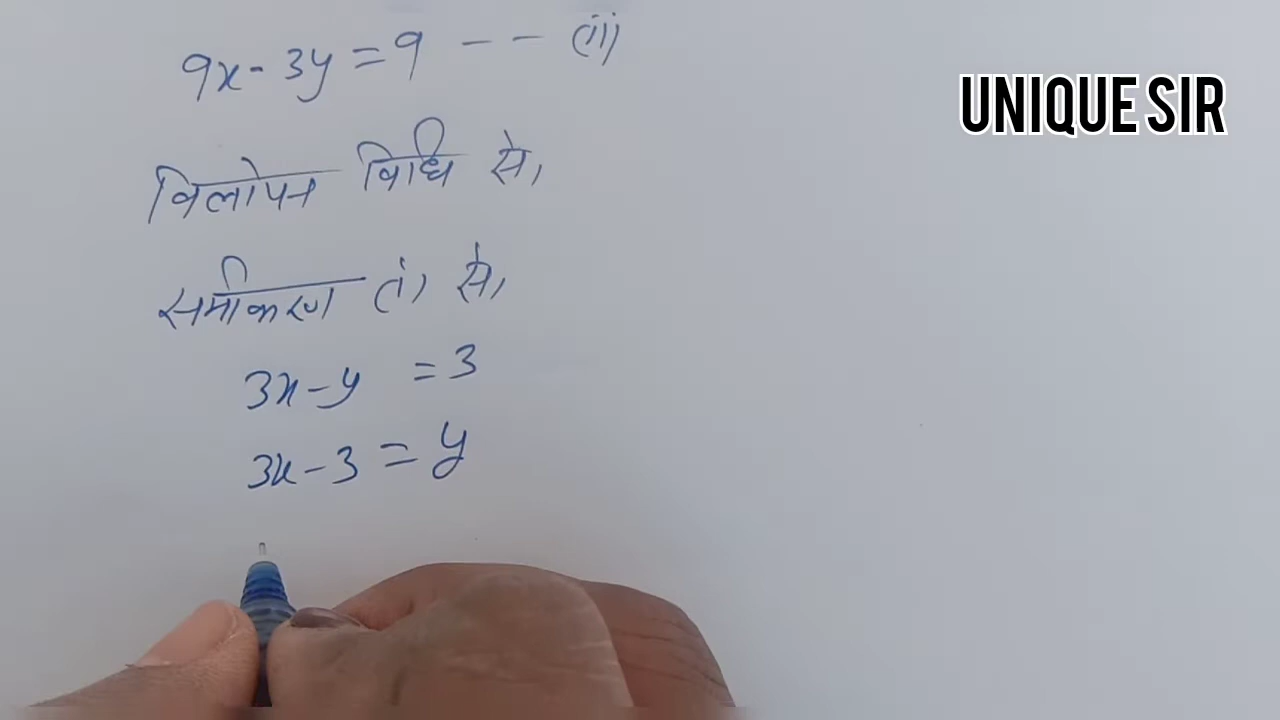 9x - 3y = 9 -- (ii)
UNIQUE SIR
विलोपन विधि से,
समीकरण (i) से,
3x - y = 3
3x - 3 = y